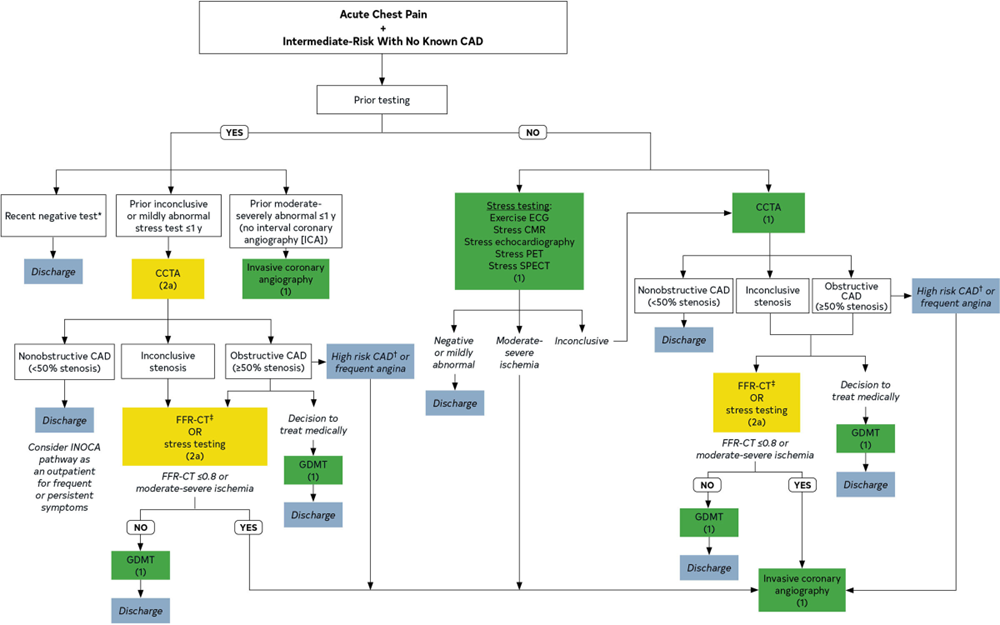 Acute Chest Pain
+
Intermediate-Risk With No Known CAD
Prior testing
YES
NO
Recent negative test*
Prior inconclusive
or mildly abnormal
stress test ≤1 y
Prior moderate-
severely abnormal ≤1 y
(no interval coronary
angiography [ICA])
Discharge
CCTA
(2a)
Invasive coronary
angiography
(1)
Nonobstructive CAD
(<50% stenosis)
Inconclusive
stenosis
Obstructive CAD
(≥50% stenosis)
High risk CAD† or
frequent angina
Discharge
Consider INOCA
pathway as
an outpatient
for frequent
or persistent
symptoms
FFR-CT‡
OR
stress testing
(2a)
Decision to
treat medically
GDMT
(1)
Discharge
FFR-CT ≤0.8 or
moderate-severe ischemia
NO
YES
GDMT
(1)
Discharge
Stress testing:
Exercise ECG
Stress CMR
Stress echocardiography
Stress PET
Stress SPECT
(1)
Negative
or mildly
abnormal
Moderate-
severe
ischemia
Inconclusive
Discharge
CCTA
(1)
Nonobstructive CAD
(<50% stenosis)
Inconclusive
stenosis
Obstructive
CAD
(≥50% stenosis)
High risk CAD† or
frequent angina
Discharge
FFR-CT‡
OR
stress testing
(2a)
Decision to
treat medically
GDMT
(1)
Discharge
FFR-CT ≤0.8 or
moderate-severe ischemia
NO
YES
GDMT
(1)
Discharge
Invasive coronary
angiography
(1)